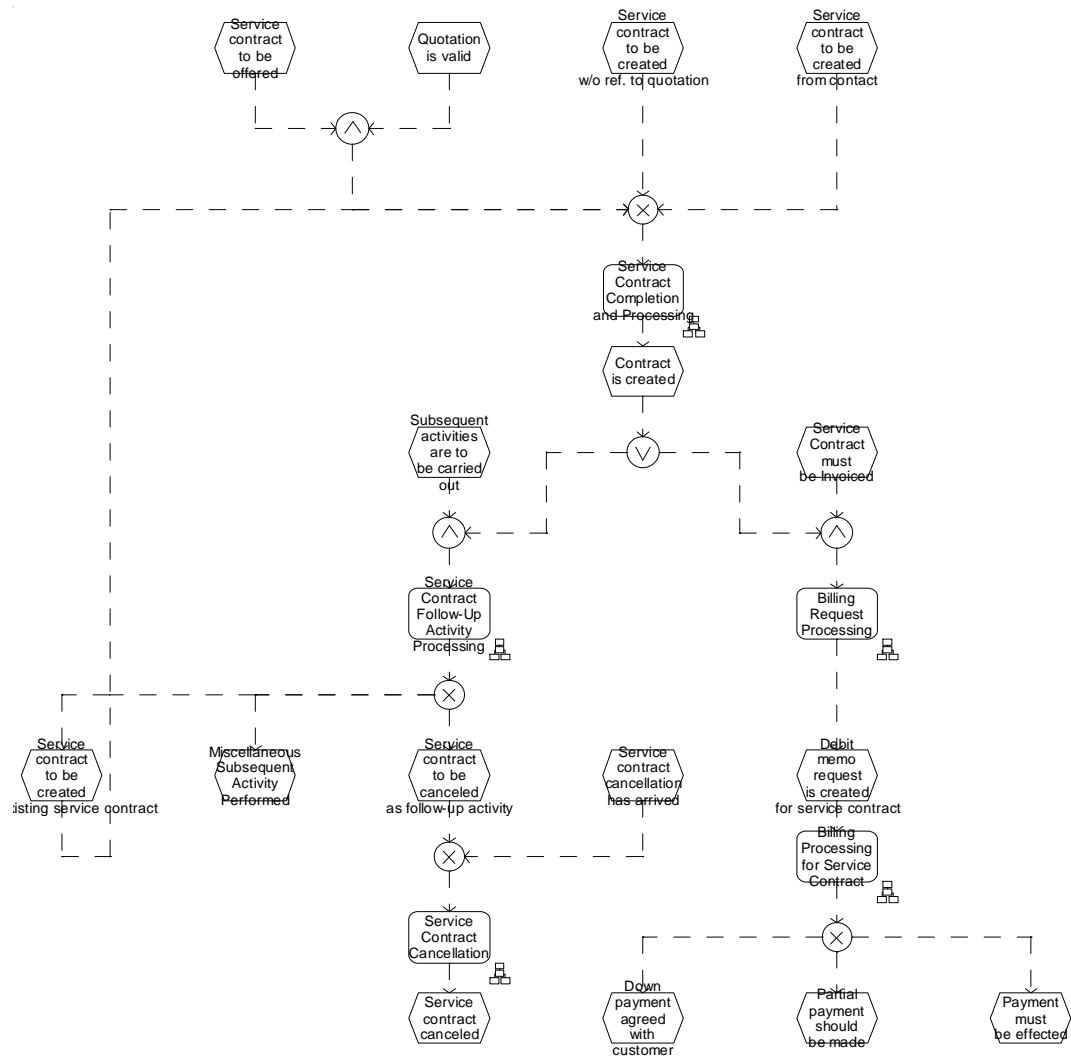 Service
contract
to be
offered
Quotation
is valid
Service
contract
to be
created
w/o ref. to quotation
Service
contract
to be
created
from contact
Service
Contract
Completion
and Processing
Contract
is created
Subsequent
activities
are to
be carried
out
Service
Contract
must
be Invoiced
Service
Contract
Follow-Up
Activity
Processing
Billing
Request
Processing
Service
contract
to be
created
existing service contract
Miscellaneous
Subsequent
Activity
Performed
Service
contract
to be
canceled
as follow-up activity
Service
contract
cancellation
has arrived
Debit
memo
request
is created
for service contract
Billing
Processing
for Service
Contract
Service
Contract
Cancellation
Service
contract
canceled
Down
payment
agreed
with
customer
Partial
payment
should
be made
Payment
must
be effected